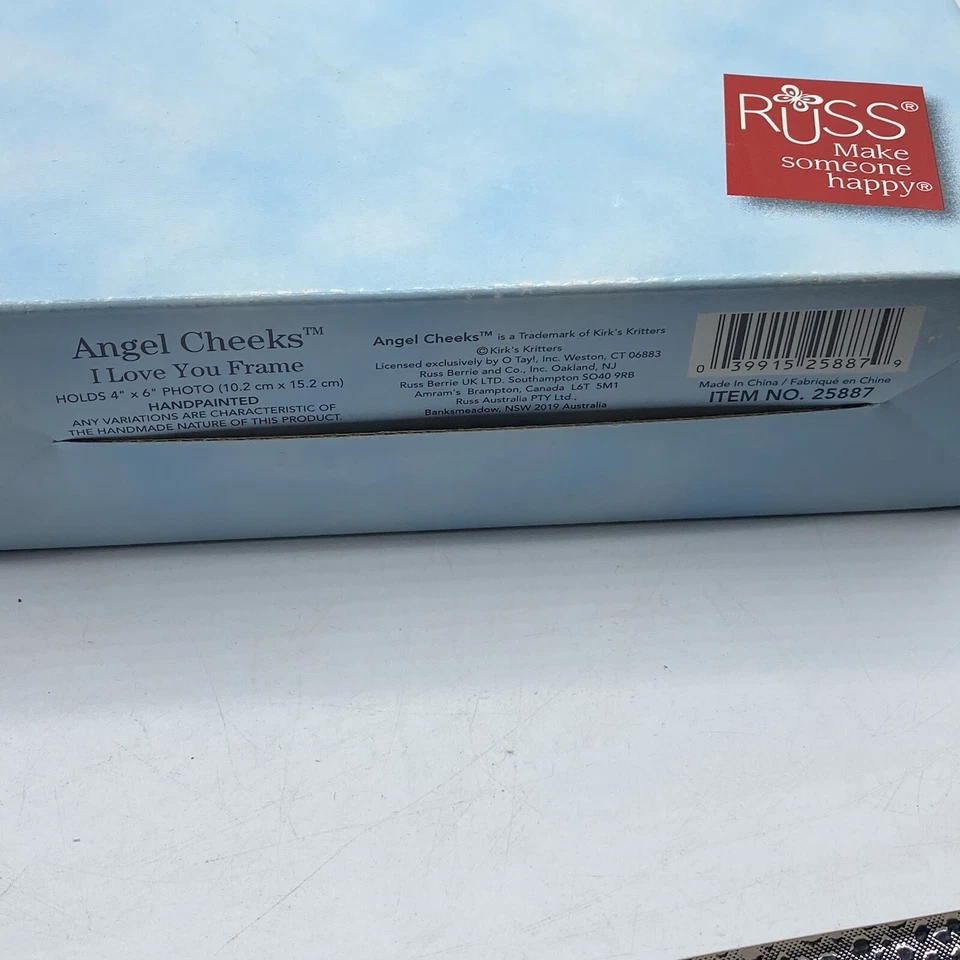 RUSS®
Make
someone
happy®
Angel Cheeks™
I Love You Frame
HOLDS 4" x 6" PHOTO (10.2 cm x 15.2 cm)
HANDPAINTED
ANY VARIATIONS ARE CHARACTERISTIC OF
THE HANDMADE NATURE OF THIS PRODUCT.
Angel Cheeks™ is a Trademark of Kirk's Kritters
©Kirk's Kritters
Licensed exclusively by O Tay!, Inc. Weston, CT 06883
Russ Berrie and Co., Inc. Oakland, NJ
Russ Berrie UK LTD. Southampton SO40 9RB
Amram's Brampton, Canada L6T 5M1
Russ Australia PTY Ltd.,
Banksmeadow, NSW 2019 Australia
0 39915 25887 9
Made In China / Fabriqué en Chine
ITEM NO. 25887